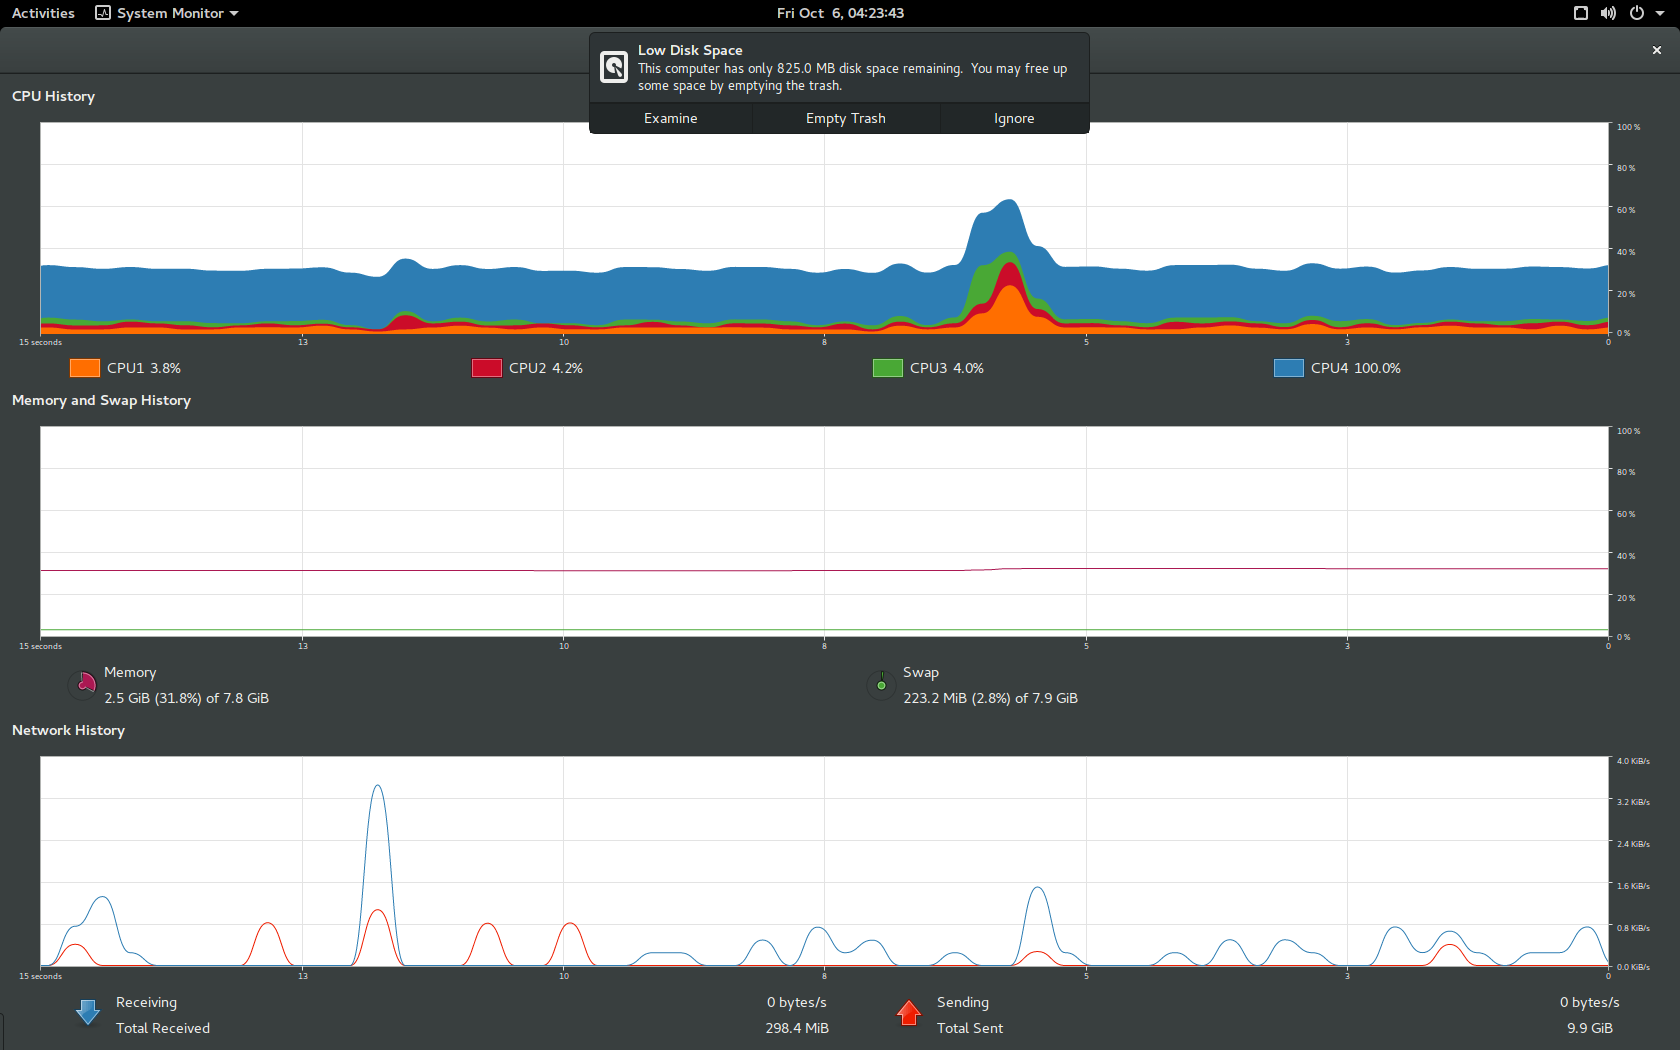 Activities System Monitor Fri Oct 6, 04:23:43
Low Disk Space
This computer has only 825.0 MB disk space remaining. You may free up
some space by emptying the trash.
Examine Empty Trash Ignore
CPU History
100 %
80 %
60 %
40 %
20 %
0 %
15 seconds 13 10 8 5 3 0
CPU1 3.8% CPU2 4.2% CPU3 4.0% CPU4 100.0%
Memory and Swap History
100 %
80 %
60 %
40 %
20 %
0 %
15 seconds 13 10 8 5 3 0
Memory
2.5 GiB (31.8%) of 7.8 GiB
Swap
223.2 MiB (2.8%) of 7.9 GiB
Network History
4.0 KiB/s
3.2 KiB/s
2.4 KiB/s
1.6 KiB/s
0.8 KiB/s
0.0 KiB/s
15 seconds 13 10 8 5 3 0
Receiving 0 bytes/s
Total Received 298.4 MiB
Sending 0 bytes/s
Total Sent 9.9 GiB